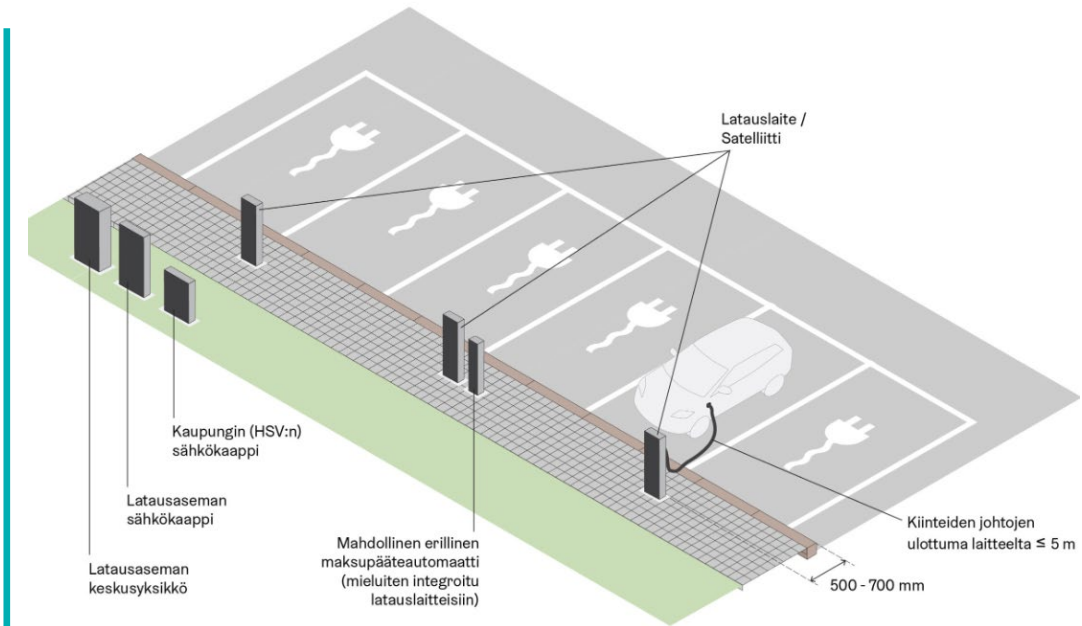 Latauslaite /
Satelliitti
Kaupungin (HSV:n)
sähkökaappi
Latausaseman
sähkökaappi
Latausaseman
keskusyksikkö
Mahdollinen erillinen
maksupääteautomaatti
(mieluiten integroitu
latauslaitteisiin)
Kiinteiden johtojen
ulottuma laitteelta ≤ 5 m
500 - 700 mm